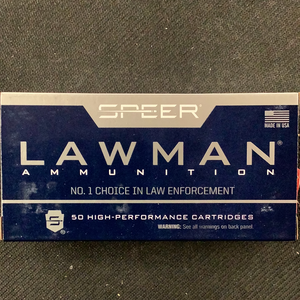 SPEER
MADE IN USA
LAWMAN
AMMUNITION
NO. 1 CHOICE IN LAW ENFORCEMENT
50 HIGH-PERFORMANCE CARTRIDGES
WARNING: See all warnings on back panel.